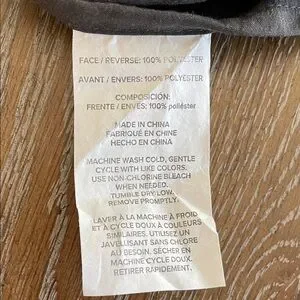 FACE / REVERSE: 100% POLYESTER
AVANT / ENVERS: 100% POLYESTER
COMPOSICIÓN:
FRENTE / ENVÉS: 100% poliéster
MADE IN CHINA
FABRIQUÉ EN CHINE
HECHO EN CHINA
MACHINE WASH COLD, GENTLE
CYCLE WITH LIKE COLORS.
USE NON-CHLORINE BLEACH
WHEN NEEDED.
TUMBLE DRY LOW.
REMOVE PROMPTLY.
LAVER À LA MACHINE À FROID
ET À CYCLE DOUX À COULEURS
SIMILAIRES. UTILISEZ UN
JAVELLISANT SANS CHLORE
AU BESOIN. SÉCHER EN
MACHINE CYCLE DOUX.
RETIRER RAPIDEMENT.